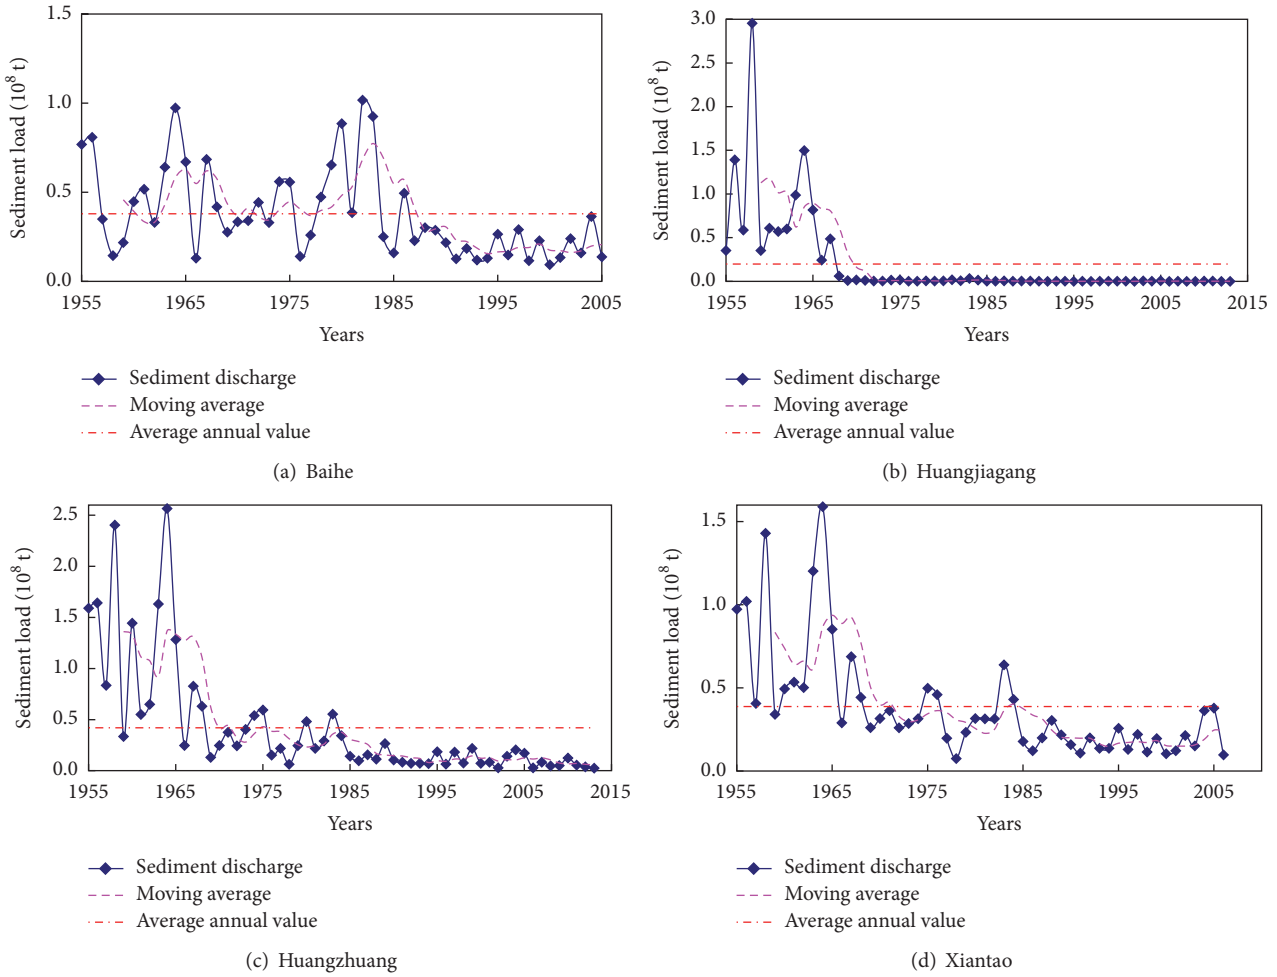 1.5
1.0
0.5
0.0
Sediment load (10⁸ t)
1955 1965 1975 1985 1995 2005
Years
Sediment discharge
Moving average
Average annual value
(a) Baihe
3.0
2.5
2.0
1.5
1.0
0.5
0.0
Sediment load (10⁸ t)
1955 1965 1975 1985 1995 2005 2015
Years
Sediment discharge
Moving average
Average annual value
(b) Huangjiagang
2.5
2.0
1.5
1.0
0.5
0.0
Sediment load (10⁸ t)
1955 1965 1975 1985 1995 2005 2015
Years
Sediment discharge
Moving average
Average annual value
(c) Huangzhuang
1.5
1.0
0.5
0.0
Sediment load (10⁸ t)
1955 1965 1975 1985 1995 2005
Years
Sediment discharge
Moving average
Average annual value
(d) Xiantao